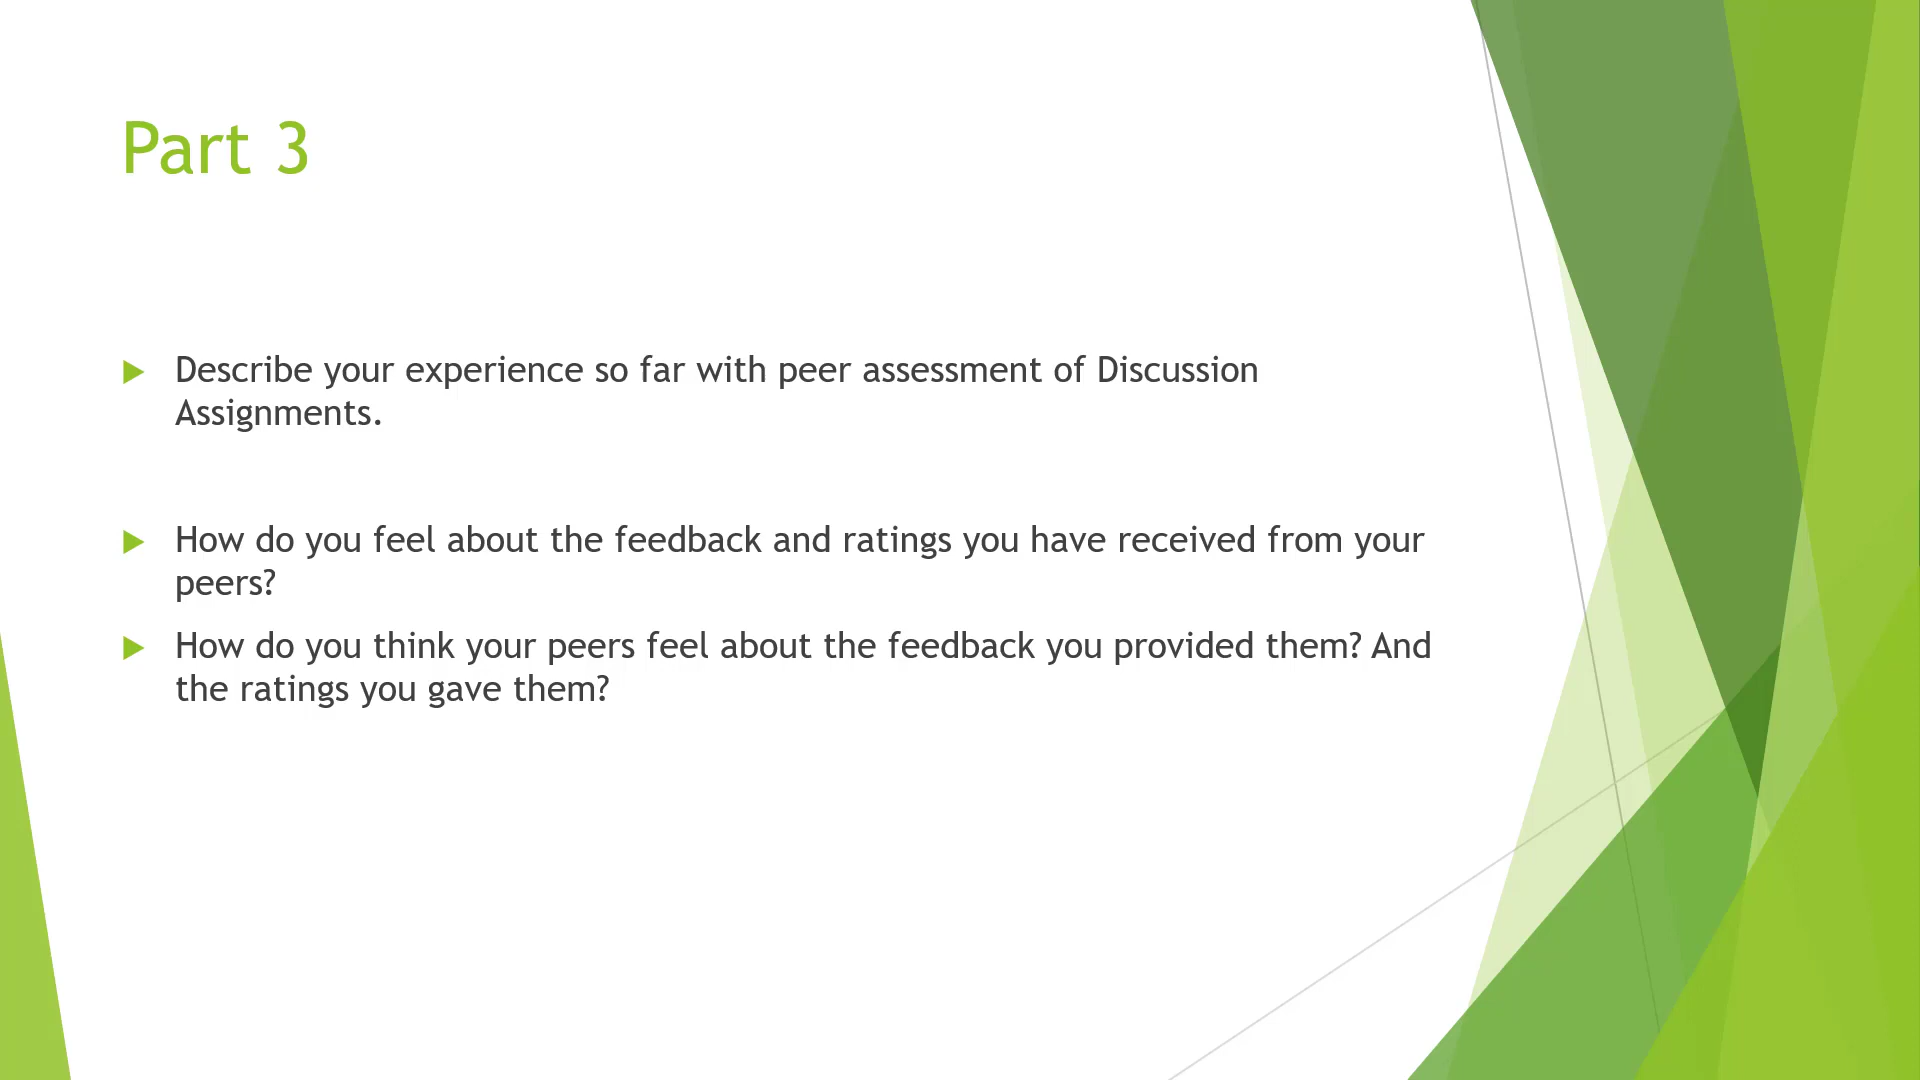 Part 3
Describe your experience so far with peer assessment of Discussion
Assignments.
How do you feel about the feedback and ratings you have received from your
peers?
How do you think your peers feel about the feedback you provided them? And
the ratings you gave them?